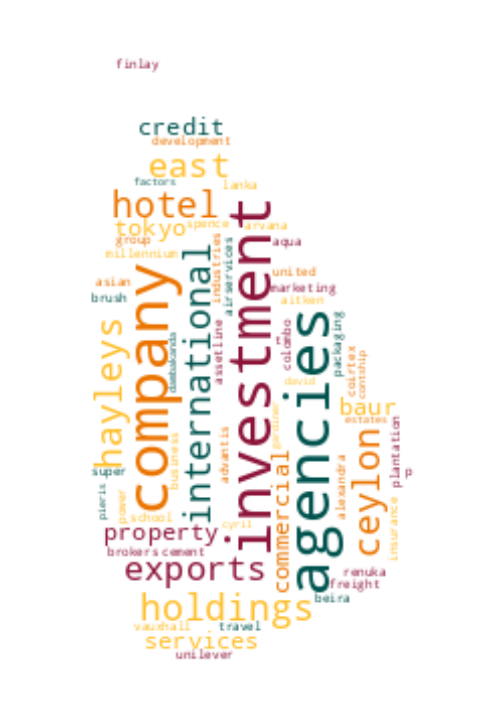 finlay
credit
development
east
factors
lanka
hotel
investment
tokyo
spence
arvana
group
international
industries
airservices
aqua
millennium
company
united
asian
marketing
brush
aitken
agencies
hayleys
assetline
colombo
packaging
coirtex
contship
david
baur
gardiner
estates
business
advantis
ceylon
plantation
super
commercial
alexandra
p
pieris
power
insurance
school
cyril
property
brokers cement
exports
renuka
freight
holdings
beira
vauxhall
travel
services
unilever